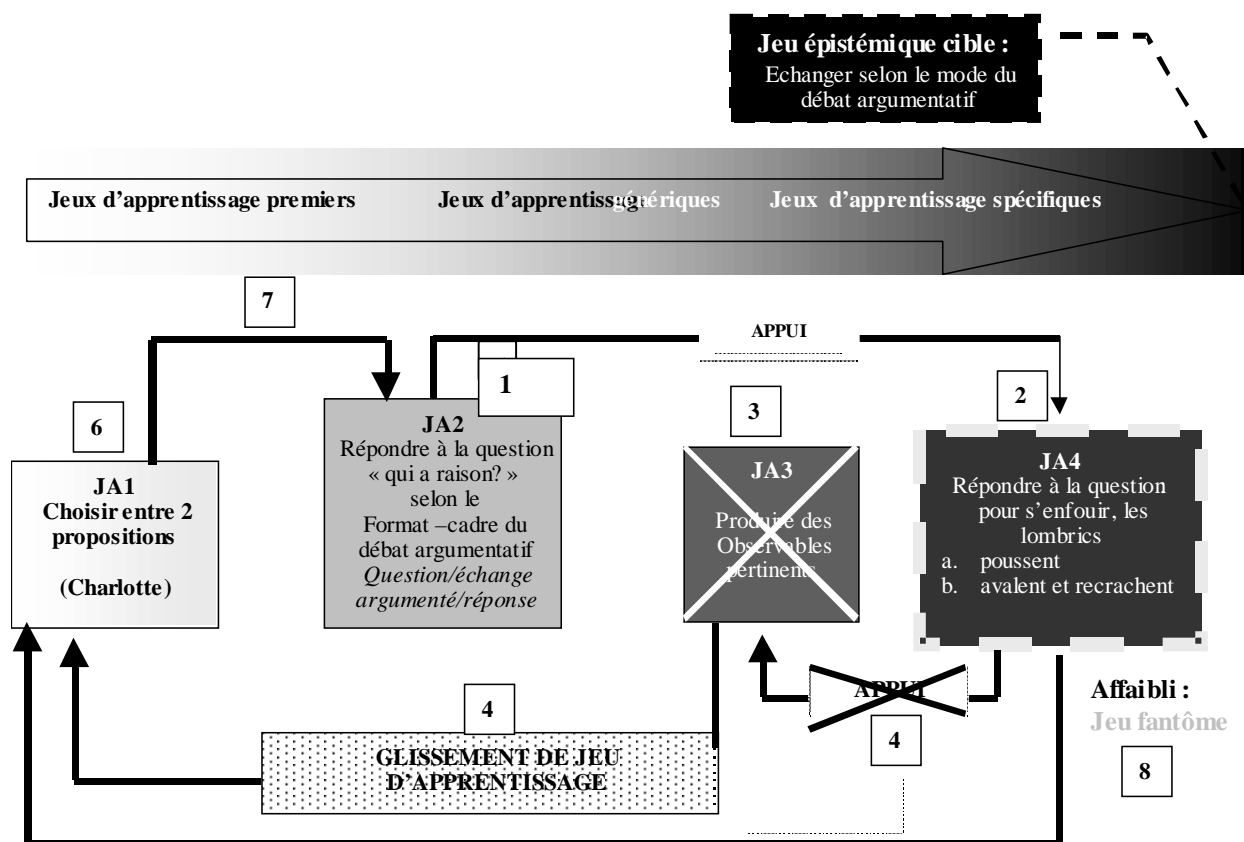 Jeu épistémique cible :
Echanger selon le mode du
débat argumentatif
Jeux d'apprentissage premiers
Jeux d'apprentissage génériques
Jeux d'apprentissage spécifiques
7
APPUI
1
2
3
6
JA1
Choisir entre 2
propositions
(Charlotte)
JA2
Répondre à la question
« qui a raison? »
selon le
Format –cadre du
débat argumentatif
Question/échange
argumenté/réponse
JA3
Produire des
Observables
pertinents
JA4
Répondre à la question
pour s'enfouir, les
lombrics
a. poussent
b. avalent et recrachent
APPUI
4
Affaibli :
Jeu fantôme
8
4
GLISSEMENT DE JEU
D'APPRENTISSAGE